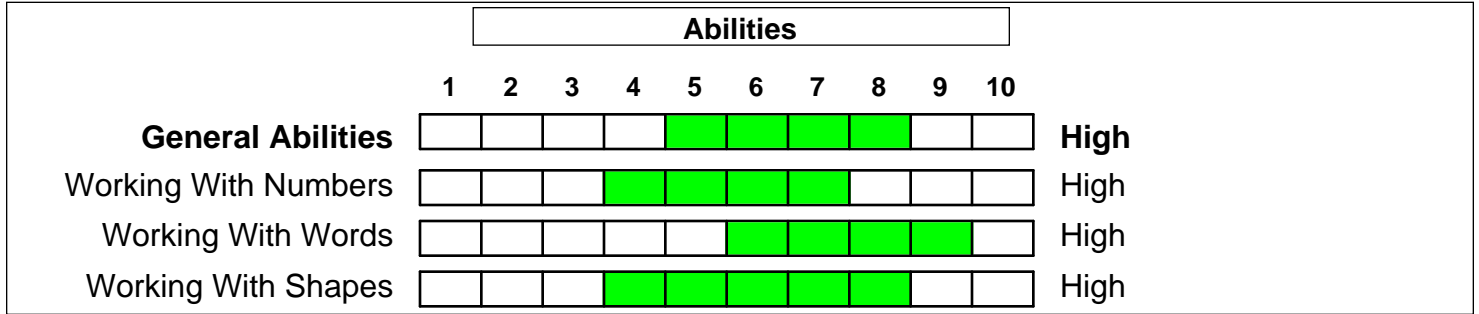 Abilities
1 2 3 4 5 6 7 8 9 10
General Abilities High
Working With Numbers High
Working With Words High
Working With Shapes High